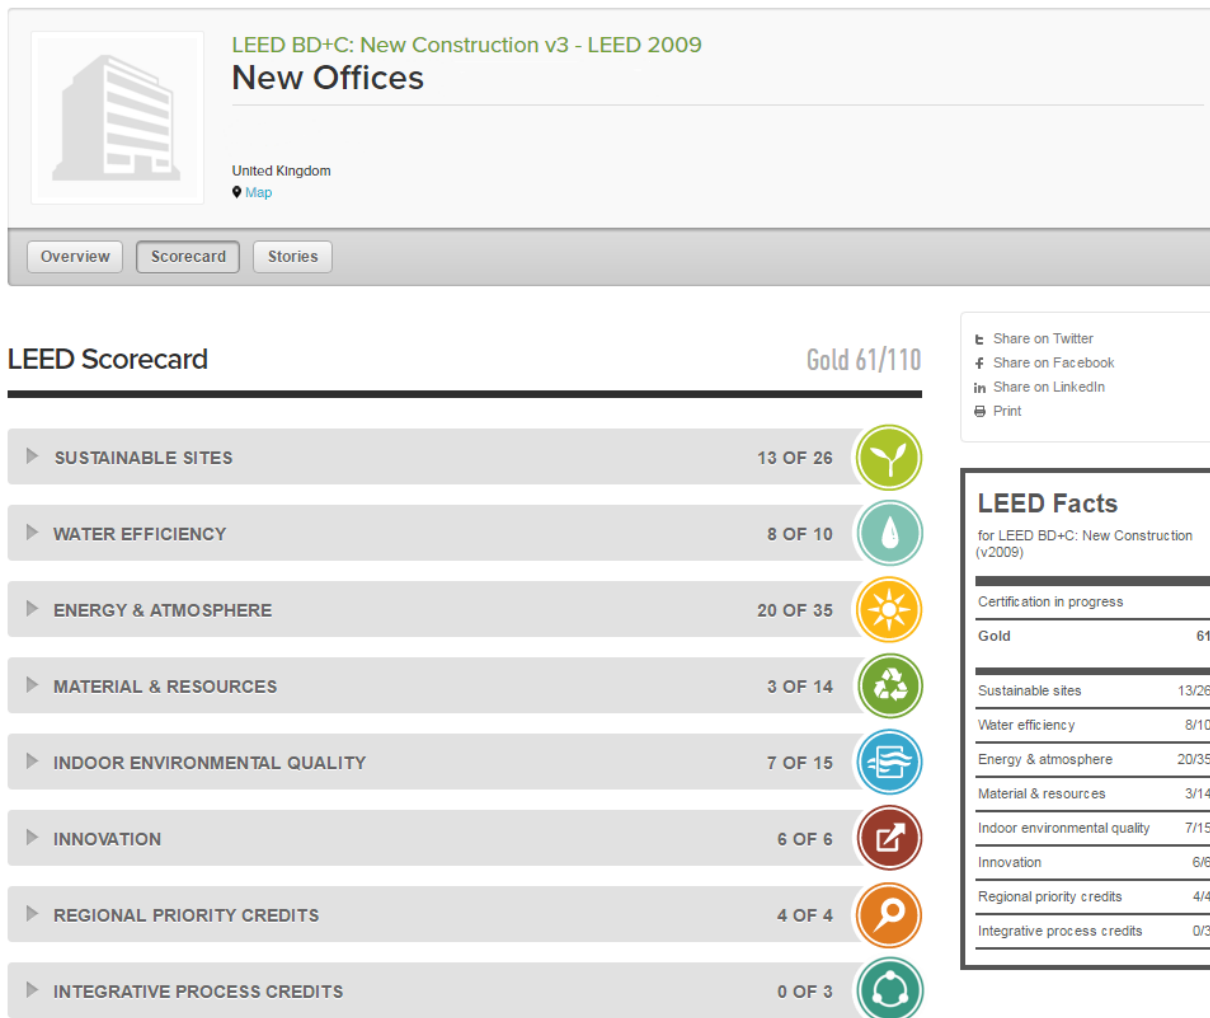 LEED BD+C: New Construction v3 - LEED 2009
New Offices
United Kingdom
Map
Overview Scorecard Stories
LEED Scorecard Gold 61/110
SUSTAINABLE SITES 13 OF 26
WATER EFFICIENCY 8 OF 10
ENERGY & ATMOSPHERE 20 OF 35
MATERIAL & RESOURCES 3 OF 14
INDOOR ENVIRONMENTAL QUALITY 7 OF 15
INNOVATION 6 OF 6
REGIONAL PRIORITY CREDITS 4 OF 4
INTEGRATIVE PROCESS CREDITS 0 OF 3
Share on Twitter
Share on Facebook
in Share on LinkedIn
Print
LEED Facts
for LEED BD+C: New Construction
(v2009)
Certification in progress
Gold 61
Sustainable sites 13/26
Water efficiency 8/10
Energy & atmosphere 20/35
Material & resources 3/14
Indoor environmental quality 7/15
Innovation 6/6
Regional priority credits 4/4
Integrative process credits 0/3